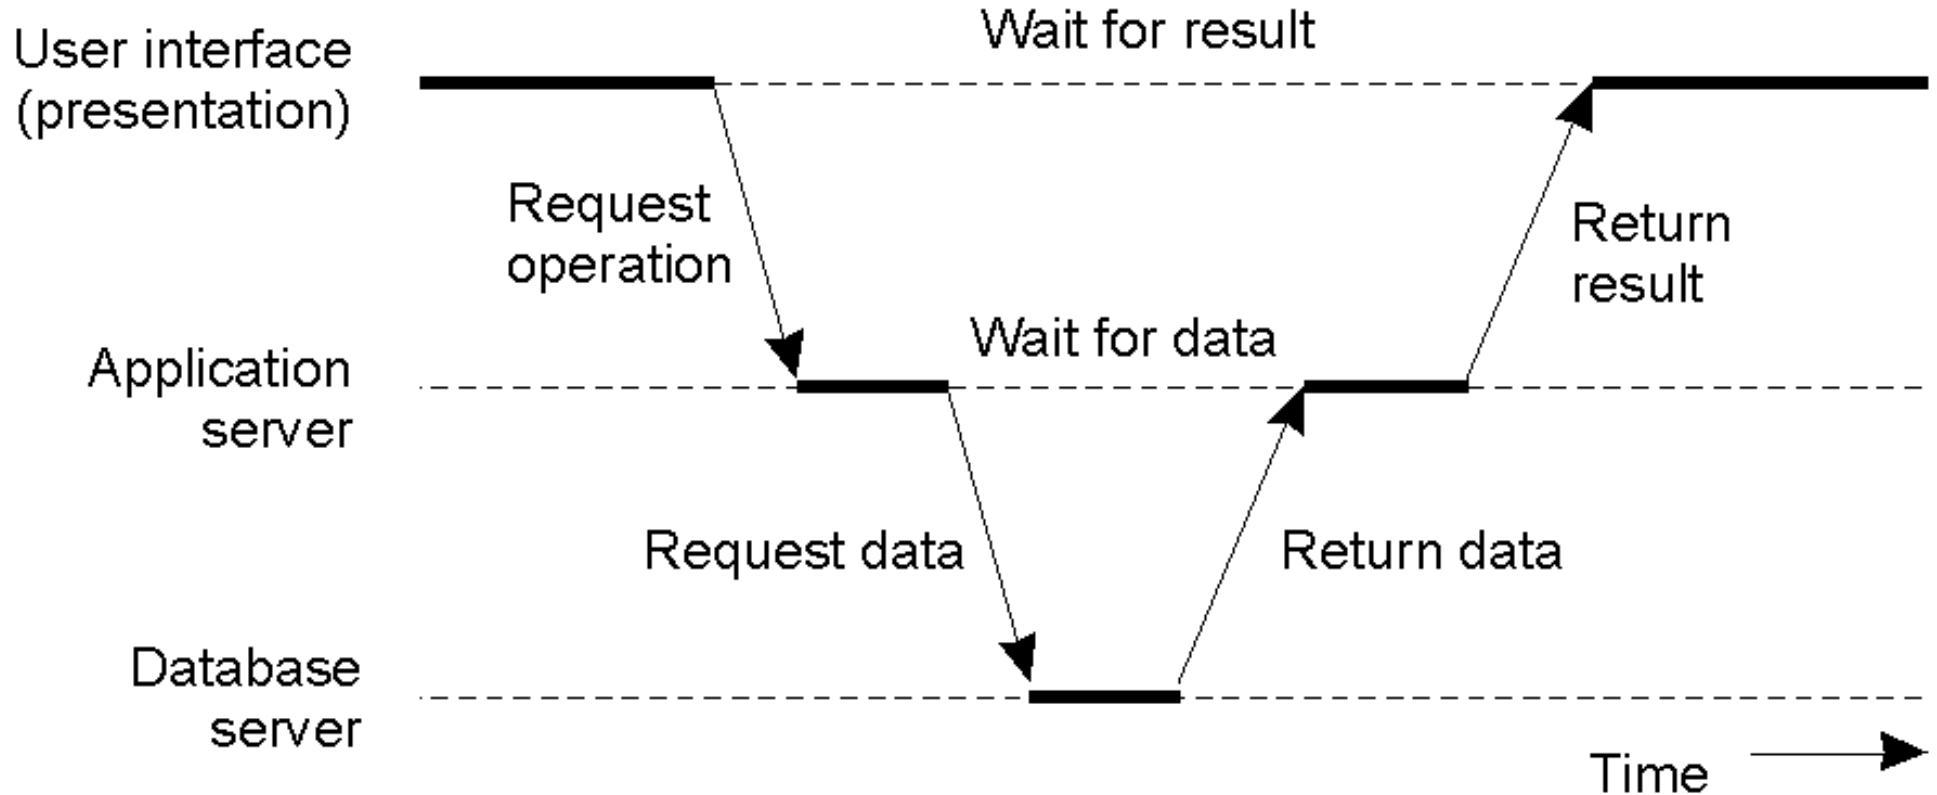 Wait for result
User interface
(presentation)
Request
operation
Return
result
Wait for data
Application
server
Request data
Return data
Database
server
Time